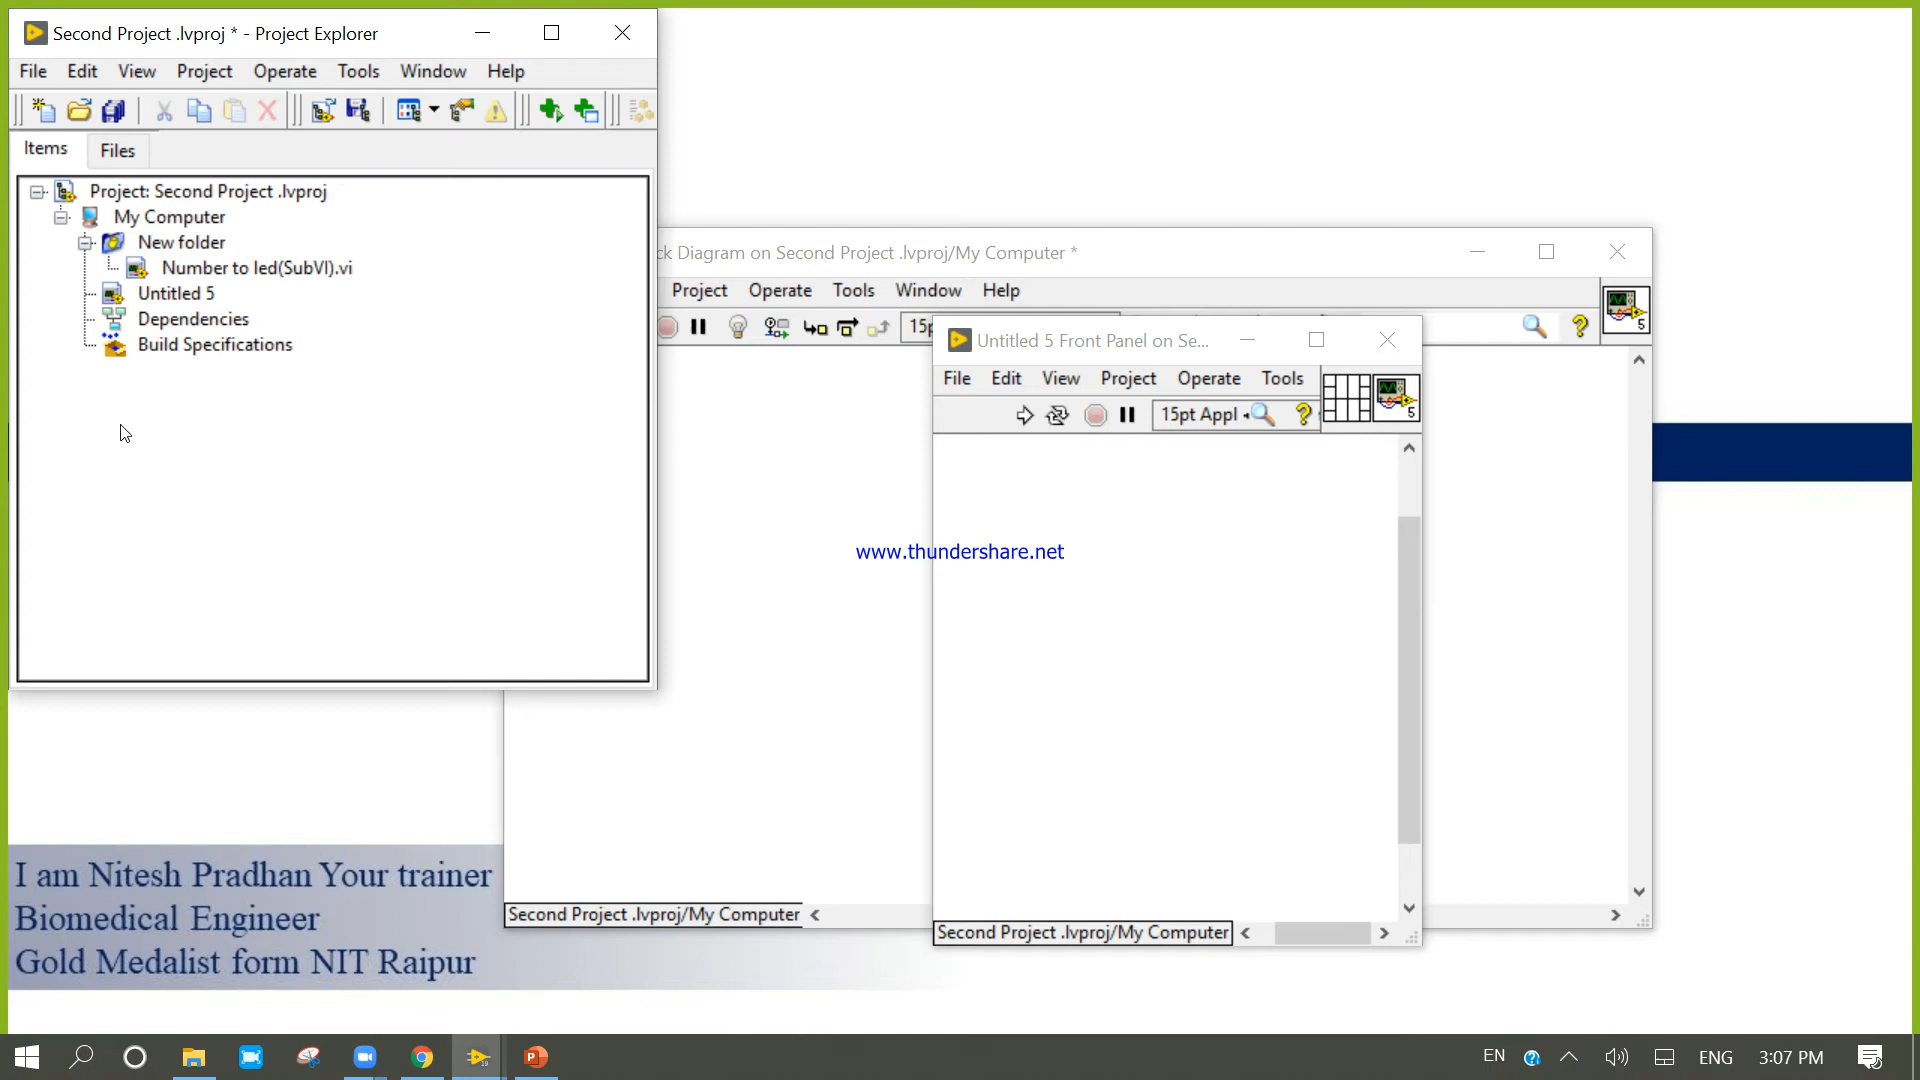 Second Project .lvproj * - Project Explorer
File Edit View Project Operate Tools Window Help
Items Files
Project: Second Project .lvproj
My Computer
New folder
Number to led(SubVI).vi
Untitled 5
Dependencies
Build Specifications
ck Diagram on Second Project .lvproj/My Computer *
Project Operate Tools Window Help
15p
5
Untitled 5 Front Panel on Se...
File Edit View Project Operate Tools
15pt Appl
5
www.thundershare.net
Second Project .lvproj/My Computer
Second Project .lvproj/My Computer
I am Nitesh Pradhan Your trainer
Biomedical Engineer
Gold Medalist form NIT Raipur
EN ENG 3:07 PM